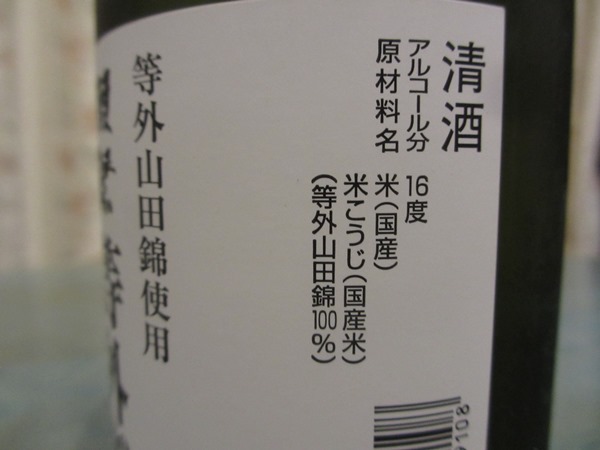 清酒
アルコール分 16度
原材料名 米(国産)
米こうじ(国産米)
(等外山田錦100%)
等外山田錦使用
9108